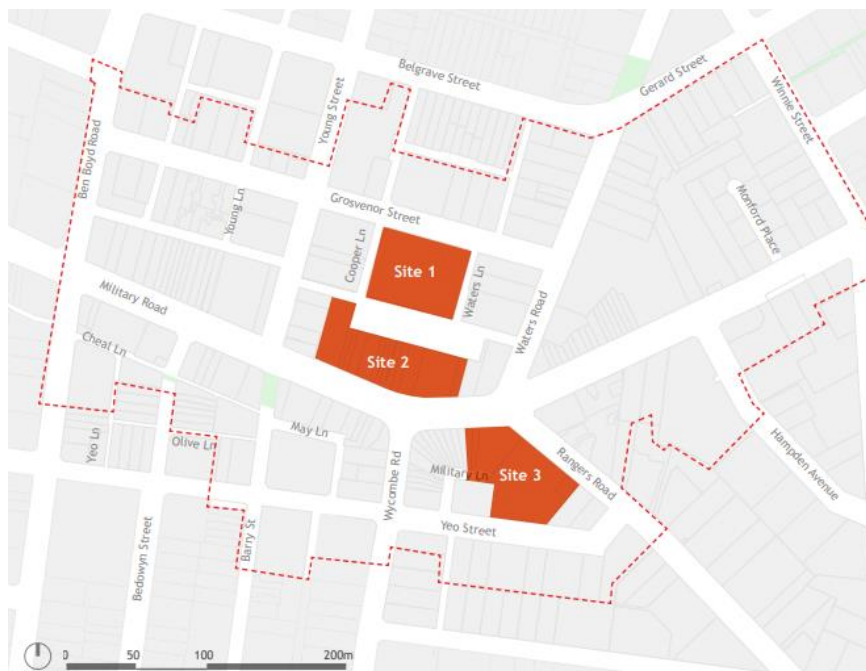 Belgrave Street
Gerard Street
Winnie Street
Young Street
Ben Boyd Road
Monford Place
Young Ln
Grosvenor Street
Cooper Ln
Site 1
Waters Ln
Waters Road
Military Road
Cheal Ln
Site 2
May Ln
Olive Ln
Yeo Ln
Wycombe Rd
Military Ln
Site 3
Rangers Road
Hampden Avenue
Yeo Street
Barry St
Bedowyn Street
0 50 100 200m